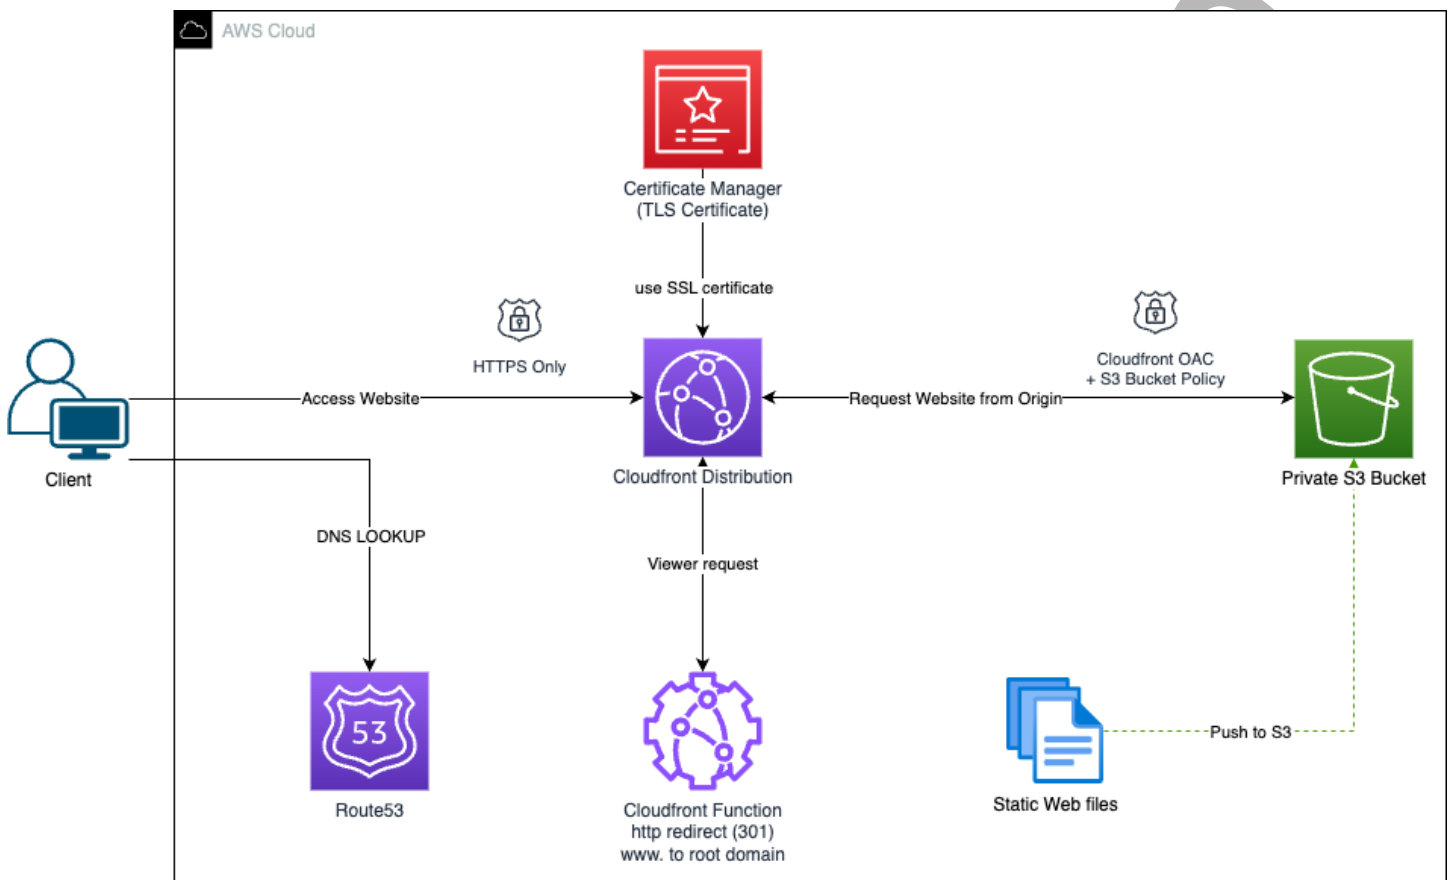 AWS Cloud
Certificate Manager
(TLS Certificate)
use SSL certificate
HTTPS Only
Cloudfront OAC
+ S3 Bucket Policy
Access Website
Request Website from Origin
Client
Cloudfront Distribution
Private S3 Bucket
DNS LOOKUP
Viewer request
53
Push to S3
Route53
Cloudfront Function
http redirect (301)
www. to root domain
Static Web files